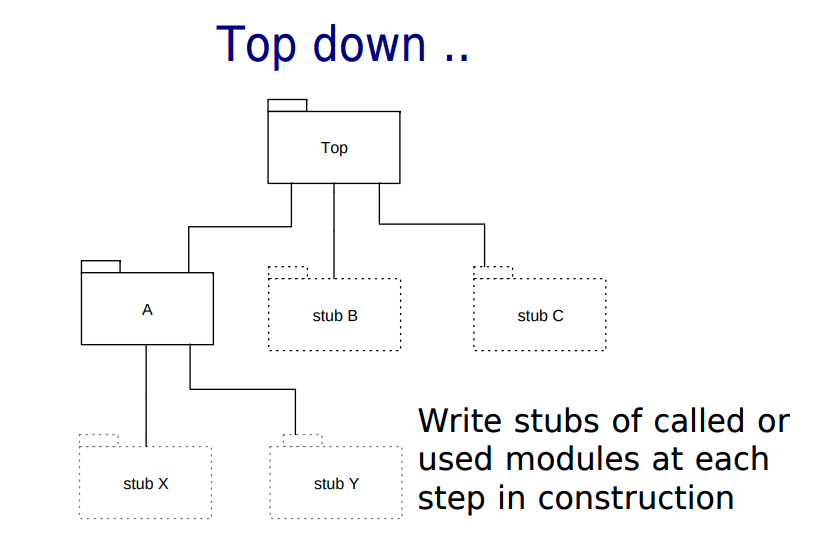 Top down ..
Top
A
stub B
stub C
Write stubs of called or
used modules at each
step in construction
stub X
stub Y